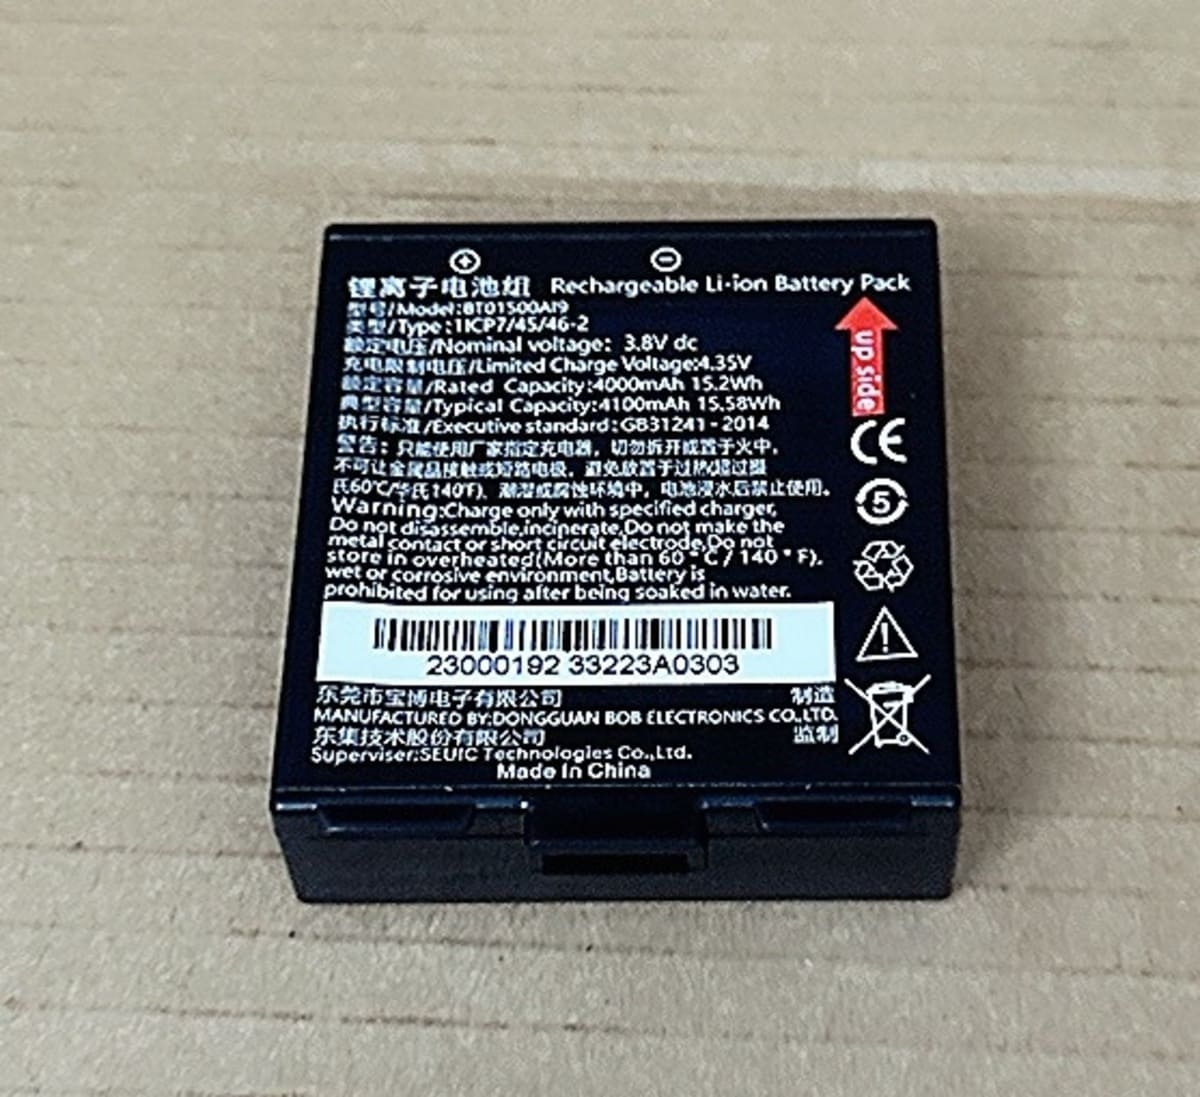 锂离子电池组 Rechargeable Li-ion Battery Pack
型号/Model:BT01500A19
类型/Type:1ICP7/45/46-2
额定电压/Nominal voltage: 3.8V dc
充电限制电压/Limited Charge Voltage:4.35V
额定容量/Rated Capacity:4000mAh 15.2Wh
典型容量/Typical Capacity:4100mAh 15.58Wh
执行标准/Executive standard:GB31241-2014
警告：只能使用厂家指定充电器，切勿拆开或置于火中，
不可让金属品接触或短路电极，避免放置于过热(超过摄
氏60°C/华氏140°F)、潮湿或腐蚀环境中，电池浸水后禁止使用。
Warning:Charge only with specified charger,
Do not disassemble,incinerate,Do not make the
metal contact or short circuit electrode,Do not
store in overheated(More than 60 ° C / 140 ° F),
wet or corrosive environment,Battery is
prohibited for using after being soaked in water.
up side
CE
5
23000192 33223A0303
东莞市宝博电子有限公司 制造
MANUFACTURED BY:DONGGUAN BOB ELECTRONICS CO.,LTD.
东集技术股份有限公司 监制
Superviser:SEUIC Technologies Co.,Ltd.
Made In China